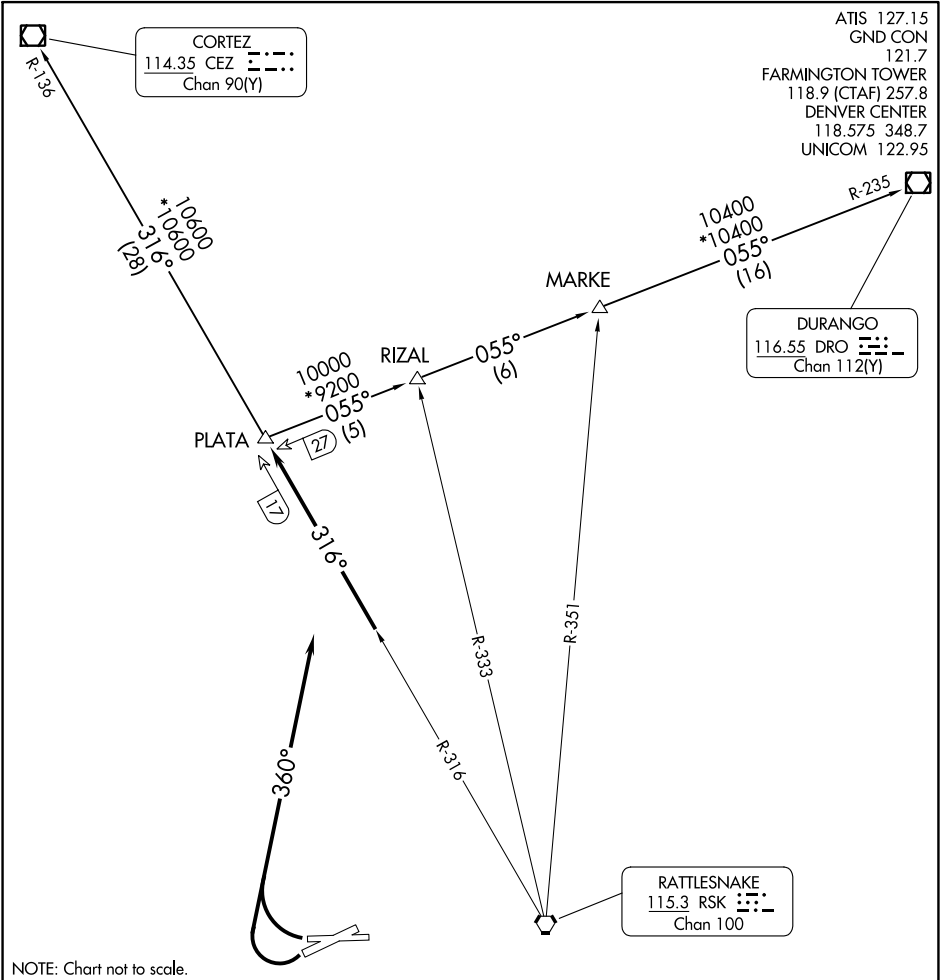 ATIS 127.15
GND CON
121.7
FARMINGTON TOWER
118.9 (CTAF) 257.8
DENVER CENTER
118.575 348.7
UNICOM 122.95
CORTEZ
114.35 CEZ
Chan 90(Y)
R-136
10600
*10600
316°
(28)
R-235
10400
*10400
055°
(16)
MARKE
DURANGO
116.55 DRO
Chan 112(Y)
RIZAL
055°
(6)
10000
*9200
055°
(5)
PLATA
27
17
316°
R-333
R-351
R-316
360°
RATTLESNAKE
115.3 RSK
Chan 100
NOTE: Chart not to scale.